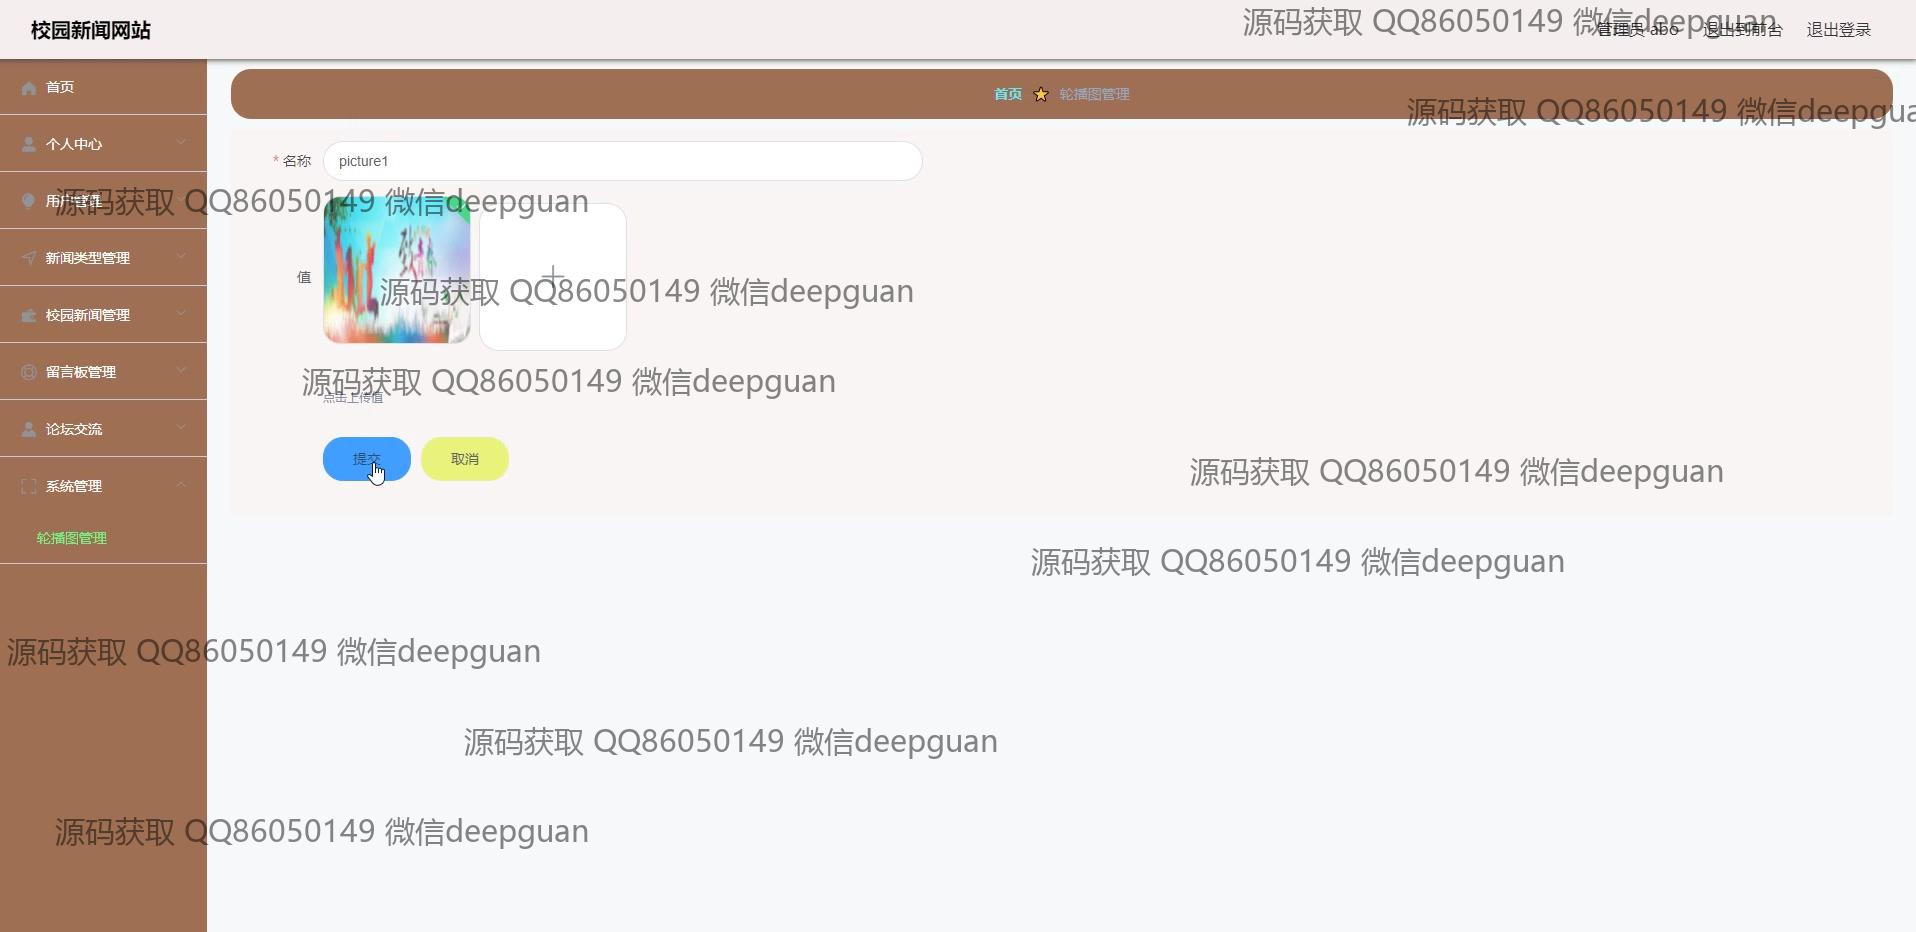 校园新闻网站
源码获取 QQ86050149 微信deepguan
管理员 abo
退出到前台
退出登录
首页
个人中心
用户管理
新闻类型管理
校园新闻管理
留言板管理
论坛交流
系统管理
轮播图管理
首页 轮播图管理
源码获取 QQ86050149 微信deepgua
* 名称
picture1
源码获取 QQ86050149 微信deepguan
值
源码获取 QQ86050149 微信deepguan
源码获取 QQ86050149 微信deepguan
点击上传值
提交
取消
源码获取 QQ86050149 微信deepguan
源码获取 QQ86050149 微信deepguan
源码获取 QQ86050149 微信deepguan
源码获取 QQ86050149 微信deepguan
源码获取 QQ86050149 微信deepguan